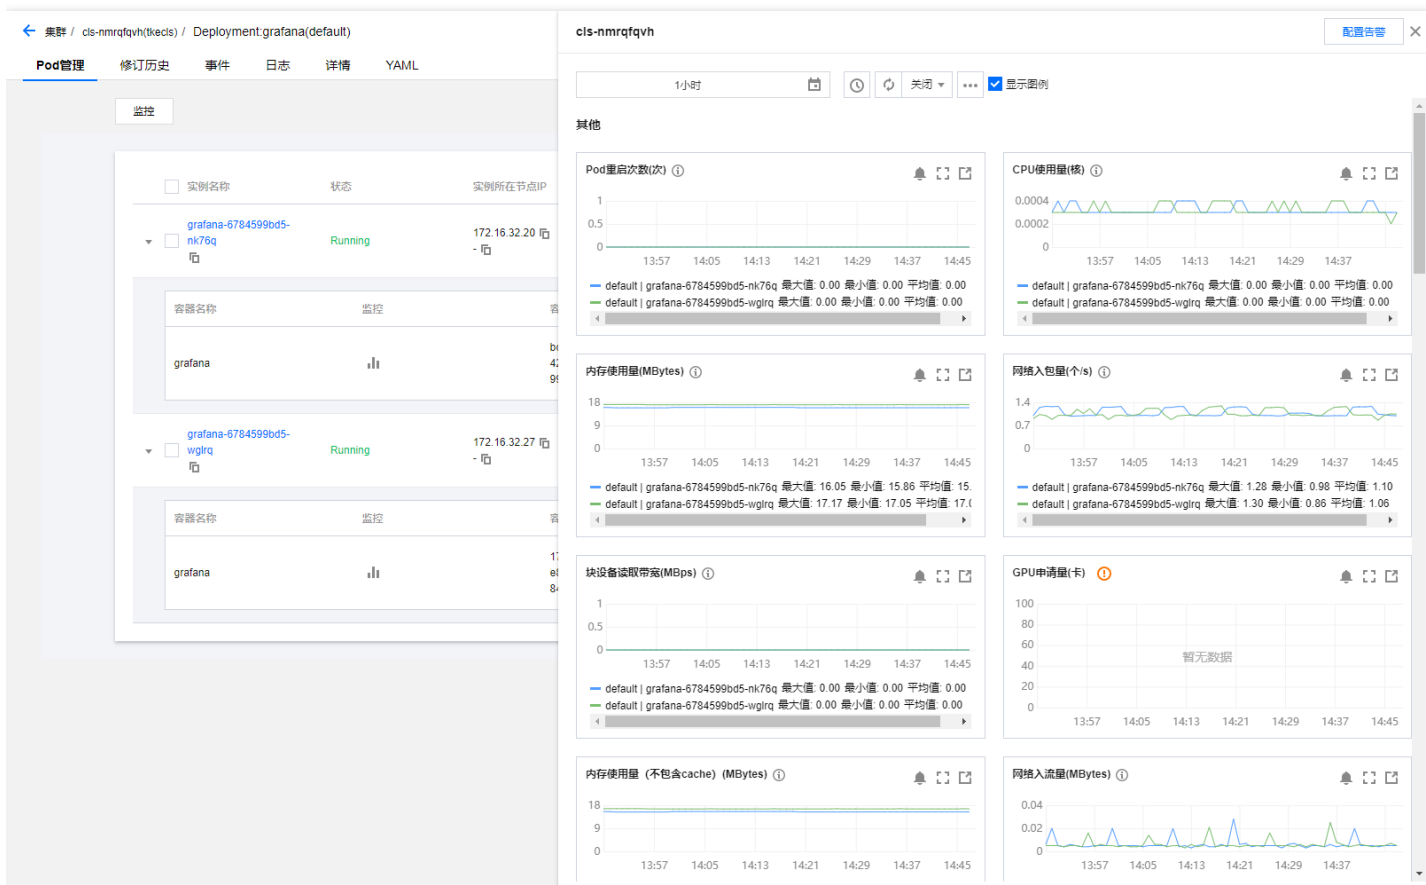 集群 / cls-nmrqfqvh(tkecls) / Deployment:grafana(default)
Pod管理 修订历史 事件 日志 详情 YAML
监控
实例名称 状态 实例所在节点IP
grafana-6784599bd5-
nk76q
Running
172.16.32.20
-
容器名称 监控 容
grafana
42
99
grafana-6784599bd5-
wglrq
Running
172.16.32.27
-
容器名称 监控 容
grafana
17
84
cls-nmrqfqvh
配置告警
1小时
关闭
显示图例
其他
Pod重启次数(次)
1
0.5
0
13:57 14:05 14:13 14:21 14:29 14:37 14:45
default | grafana-6784599bd5-nk76q 最大值: 0.00 最小值: 0.00 平均值: 0.00
default | grafana-6784599bd5-wglrq 最大值: 0.00 最小值: 0.00 平均值: 0.00
CPU使用量(核)
0.0004
0.0002
0
13:57 14:05 14:13 14:21 14:29 14:37
default | grafana-6784599bd5-nk76q 最大值: 0.00 最小值: 0.00 平均值: 0.00
default | grafana-6784599bd5-wglrq 最大值: 0.00 最小值: 0.00 平均值: 0.00
内存使用量(MBytes)
18
9
0
13:57 14:05 14:13 14:21 14:29 14:37 14:45
default | grafana-6784599bd5-nk76q 最大值: 16.05 最小值: 15.86 平均值: 15.
default | grafana-6784599bd5-wglrq 最大值: 17.17 最小值: 17.05 平均值: 17.0
网络入包量(个/s)
1.4
0.7
0
13:57 14:05 14:13 14:21 14:29 14:37 14:45
default | grafana-6784599bd5-nk76q 最大值: 1.28 最小值: 0.98 平均值: 1.10
default | grafana-6784599bd5-wglrq 最大值: 1.30 最小值: 0.86 平均值: 1.06
块设备读取带宽(MBps)
1
0.5
0
13:57 14:05 14:13 14:21 14:29 14:37 14:45
default | grafana-6784599bd5-nk76q 最大值: 0.00 最小值: 0.00 平均值: 0.00
default | grafana-6784599bd5-wglrq 最大值: 0.00 最小值: 0.00 平均值: 0.00
GPU申请量(卡)
100
80
60
40
20
0
暂无数据
13:57 14:05 14:13 14:21 14:29 14:37 14:45
内存使用量（不包含cache）(MBytes)
18
9
0
13:57 14:05 14:13 14:21 14:29 14:37 14:45
网络入流量(MBytes)
0.04
0.02
0
13:57 14:05 14:13 14:21 14:29 14:37